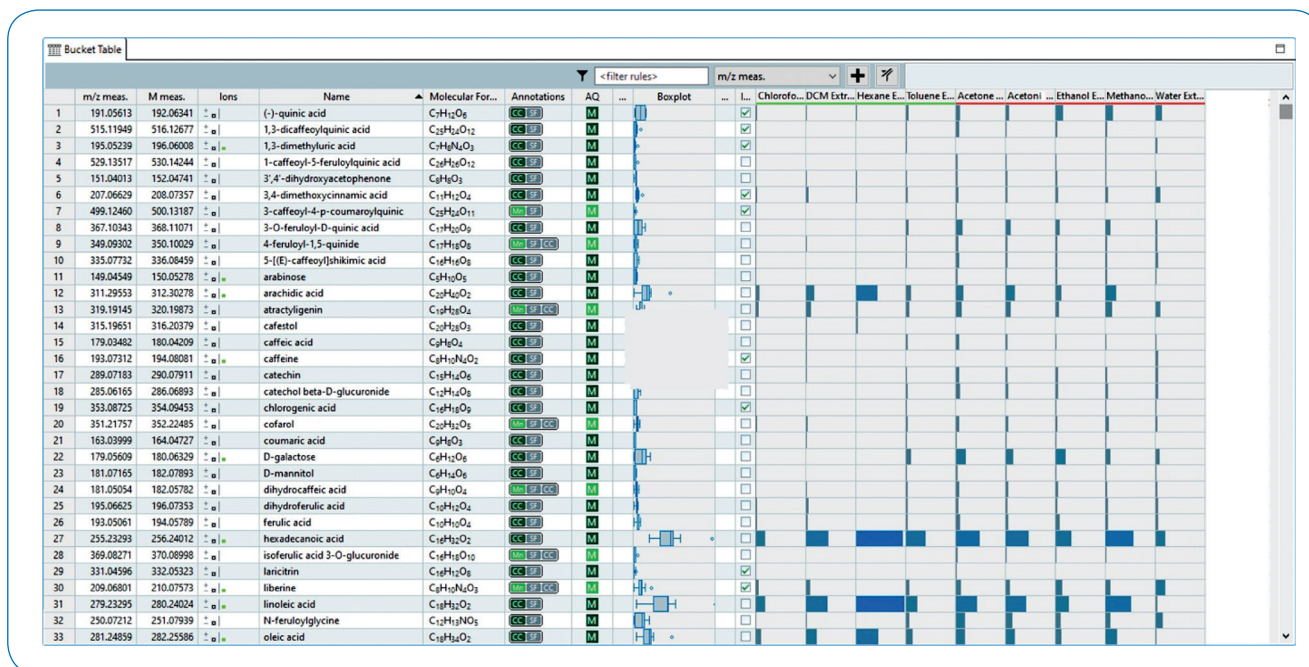 Bucket Table
<filter rules> m/z meas.
m/z meas. M meas. Ions Name Molecular For... Annotations AQ ... Boxplot ... I... Chlorofo... DCM Extr... Hexane E... Toluene E... Acetone ... Acetoni ... Ethanol E... Methano... Water Ext...
1 191.05613 192.06341 (-)-quinic acid C₇H₁₂O₆ CC SF M
2 515.11949 516.12677 1,3-dicaffeoylquinic acid C₂₅H₂₄O₁₂ CC SF M
3 195.05239 196.06008 1,3-dimethyluric acid C₇H₈N₄O₃ CC SF M
4 529.13517 530.14244 1-caffeoyl-5-feruloylquinic acid C₂₆H₂₆O₁₂ CC SF M
5 151.04013 152.04741 3',4'-dihydroxyacetophenone C₈H₈O₃ CC SF M
6 207.06629 208.07357 3,4-dimethoxycinnamic acid C₁₁H₁₂O₄ CC SF M
7 499.12460 500.13187 3-caffeoyl-4-p-coumaroylquinic C₂₅H₂₄O₁₁ Mn SF M
8 367.10343 368.11071 3-O-feruloyl-D-quinic acid C₁₇H₂₀O₉ CC SF M
9 349.09302 350.10029 4-feruloyl-1,5-quinide C₁₇H₁₈O₈ Mn SF CC M
10 335.07732 336.08459 5-[(E)-caffeoyl]shikimic acid C₁₆H₁₆O₈ CC SF M
11 149.04549 150.05278 arabinose C₅H₁₀O₅ CC SF M
12 311.29553 312.30278 arachidic acid C₂₀H₄₀O₂ CC SF M
13 319.19145 320.19873 atractyligenin C₁₉H₂₈O₄ Mn SF CC M
14 315.19651 316.20379 cafestol C₂₀H₂₈O₃ CC SF M
15 179.03482 180.04209 caffeic acid C₉H₈O₄ CC SF M
16 193.07312 194.08081 caffeine C₈H₁₀N₄O₂ CC SF M
17 289.07183 290.07911 catechin C₁₅H₁₄O₆ CC SF M
18 285.06165 286.06893 catechol beta-D-glucuronide C₁₂H₁₄O₈ CC SF M
19 353.08725 354.09453 chlorogenic acid C₁₆H₁₈O₉ CC SF M
20 351.21757 352.22485 cofarol C₂₀H₃₂O₅ Mn SF CC M
21 163.03999 164.04727 coumaric acid C₉H₈O₃ CC SF M
22 179.05609 180.06329 D-galactose C₆H₁₂O₆ CC SF M
23 181.07165 182.07893 D-mannitol C₆H₁₄O₆ CC SF M
24 181.05054 182.05782 dihydrocaffeic acid C₉H₁₀O₄ Mn SF CC M
25 195.06625 196.07353 dihydroferulic acid C₁₀H₁₂O₄ CC SF M
26 193.05061 194.05789 ferulic acid C₁₀H₁₀O₄ CC SF M
27 255.23293 256.24012 hexadecanoic acid C₁₆H₃₂O₂ CC SF M
28 369.08271 370.08998 isoferulic acid 3-O-glucuronide C₁₆H₁₈O₁₀ Mn SF CC M
29 331.04596 332.05323 laricitrin C₁₆H₁₂O₈ CC SF M
30 209.06801 210.07573 liberine C₈H₁₀N₄O₃ Mn SF CC M
31 279.23295 280.24024 linoleic acid C₁₈H₃₂O₂ CC SF M
32 250.07212 251.07939 N-feruloylglycine C₁₂H₁₃NO₅ CC SF M
33 281.24859 282.25586 oleic acid C₁₈H₃₄O₂ CC SF M